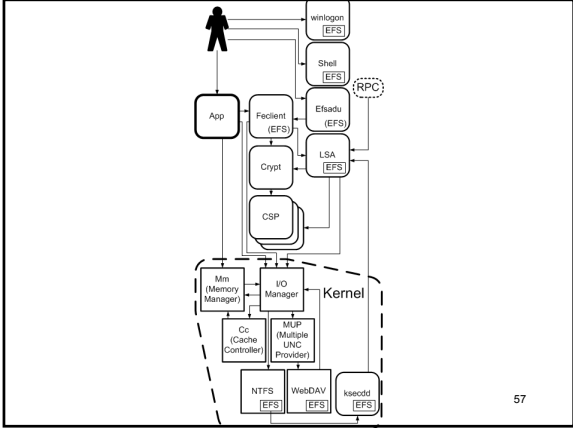 winlogon
EFS
Shell
EFS
RPC
App
Feclient
(EFS)
Efsadu
(EFS)
Crypt
LSA
EFS
CSP
Mm
(Memory
Manager)
I/O
Manager
Kernel
Cc
(Cache
Controller)
MUP
(Multiple
UNC
Provider)
NTFS
EFS
WebDAV
EFS
ksecdd
EFS
57